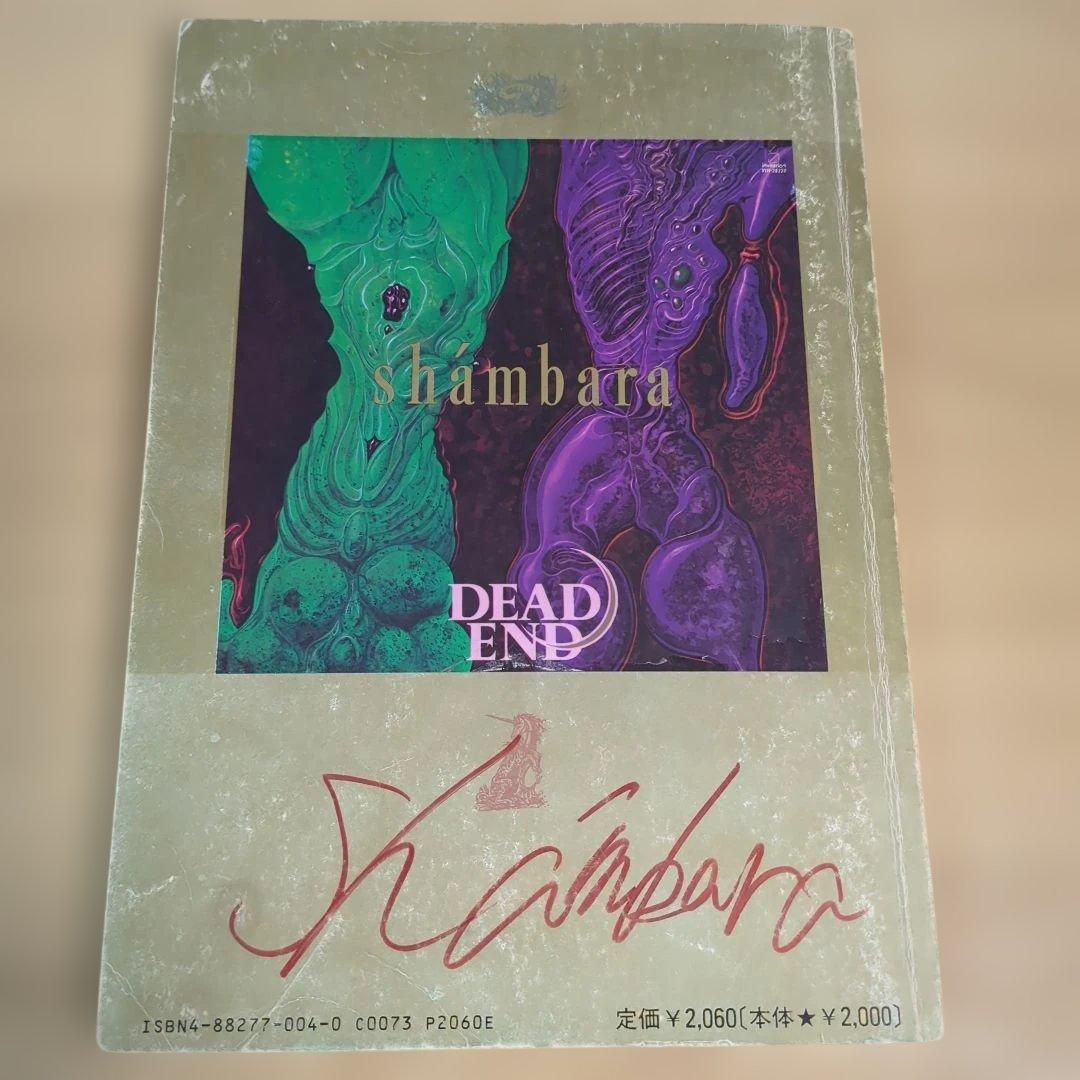 shámbara
DEAD
END
Shámbara
ISBN4-88277-004-0 C0073 P2060E
定価￥2,060〔本体★￥2,000〕